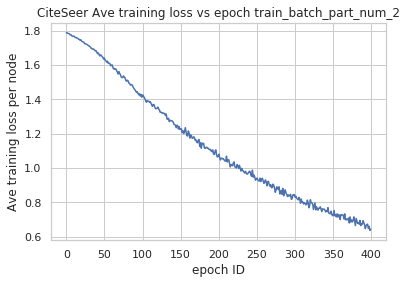 CiteSeer Ave training loss vs epoch train_batch_part_num_2
Ave training loss per node
1.8
1.6
1.4
1.2
1.0
0.8
0.6
0 50 100 150 200 250 300 350 400
epoch ID